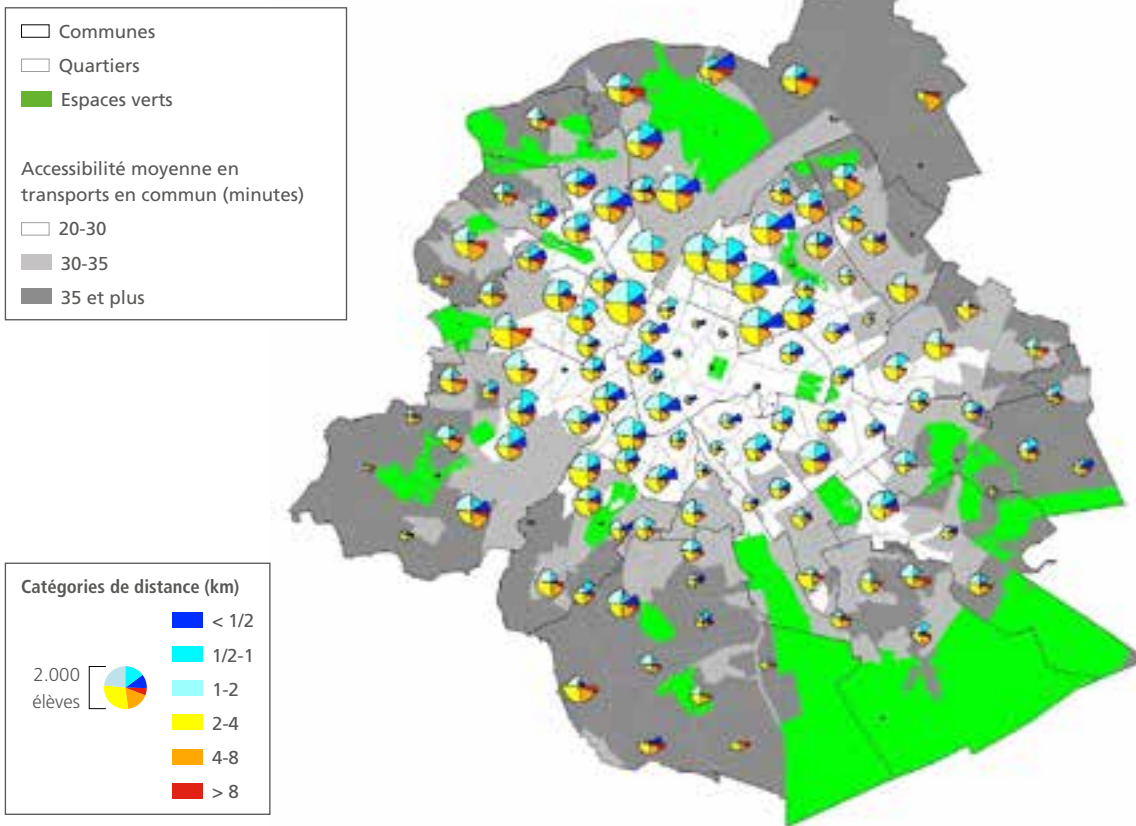 Communes
Quartiers
Espaces verts
Accessibilité moyenne en
transports en commun (minutes)
20-30
30-35
35 et plus
Catégories de distance (km)
< 1/2
1/2-1
1-2
2-4
4-8
> 8
2.000
élèves